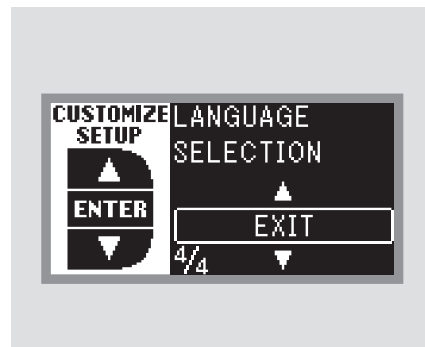 CUSTOMIZE
SETUP
ENTER
LANGUAGE
SELECTION
EXIT
4/4